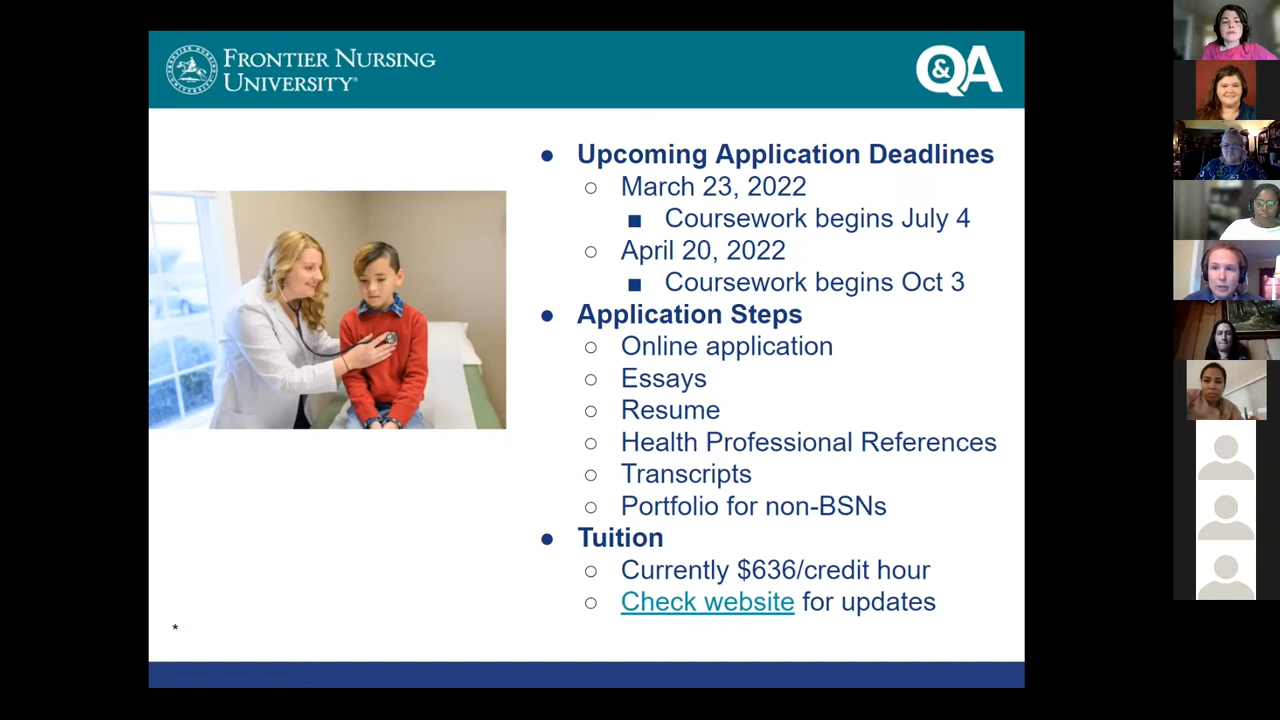 FRONTIER NURSING
UNIVERSITY®
Q&A
● Upcoming Application Deadlines
○ March 23, 2022
■ Coursework begins July 4
○ April 20, 2022
■ Coursework begins Oct 3
● Application Steps
○ Online application
○ Essays
○ Resume
○ Health Professional References
○ Transcripts
○ Portfolio for non-BSNs
● Tuition
○ Currently $636/credit hour
○ Check website for updates
*